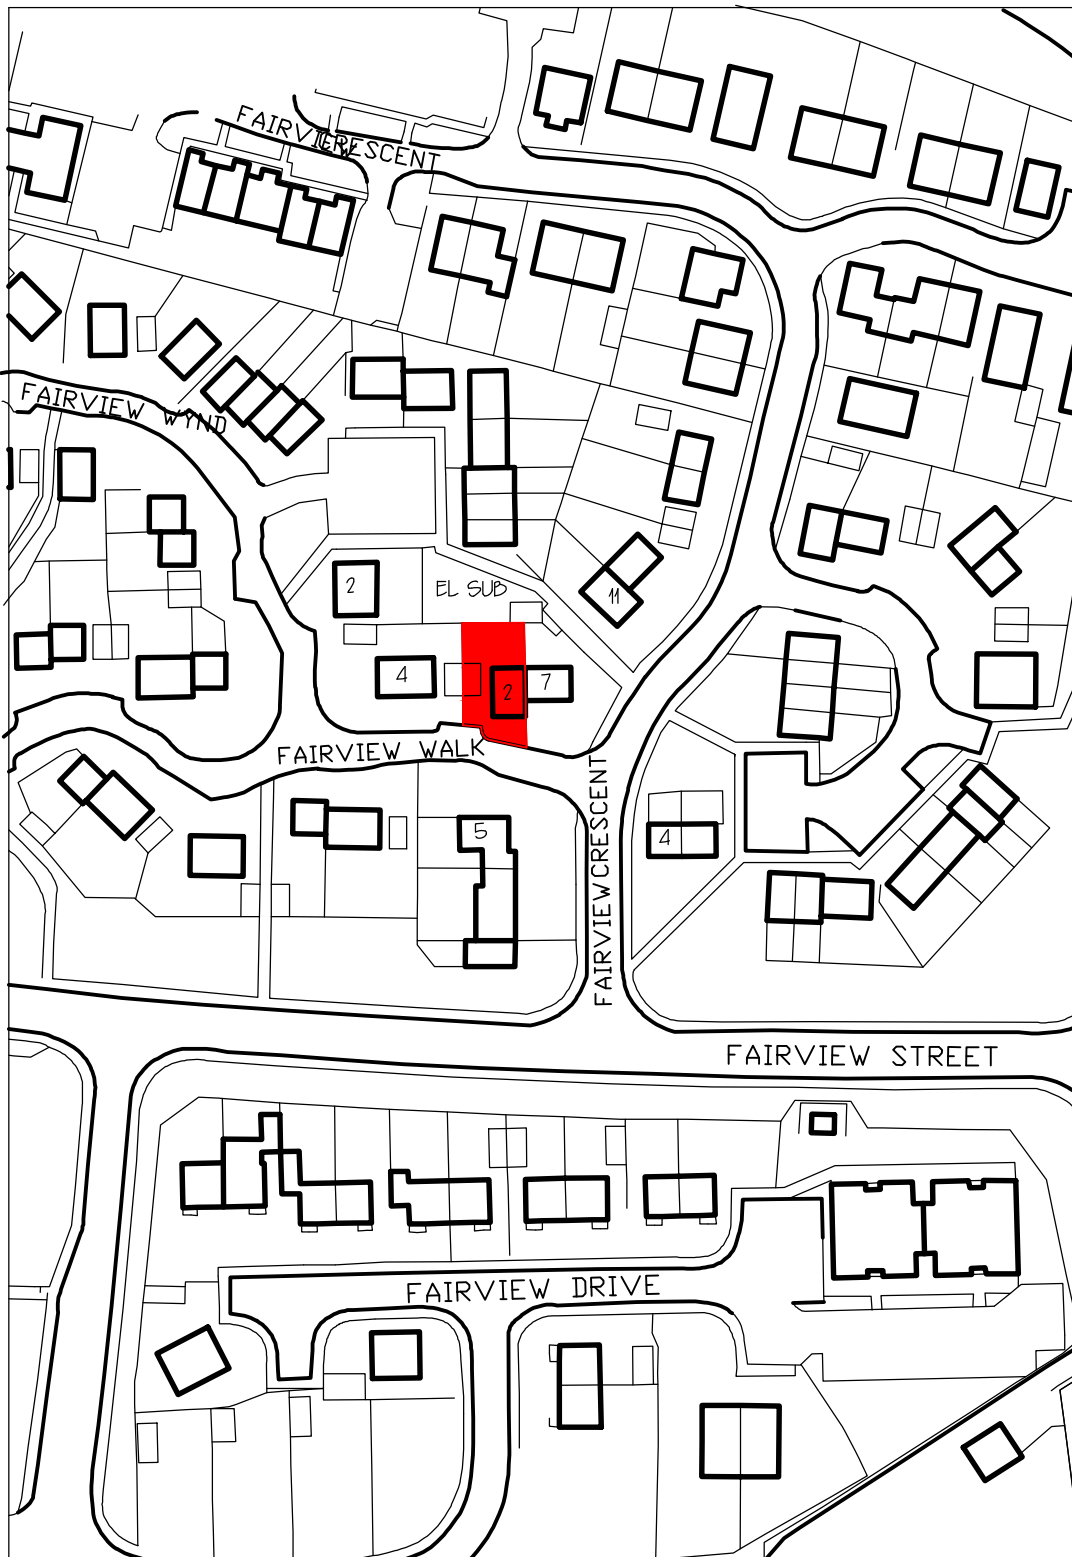 FAIRVIEW
CRESCENT
FAIRVIEW WYND
2
EL SUB
11
4
2
7
FAIRVIEW WALK
FAIRVIEW CRESCENT
5
4
FAIRVIEW STREET
FAIRVIEW DRIVE